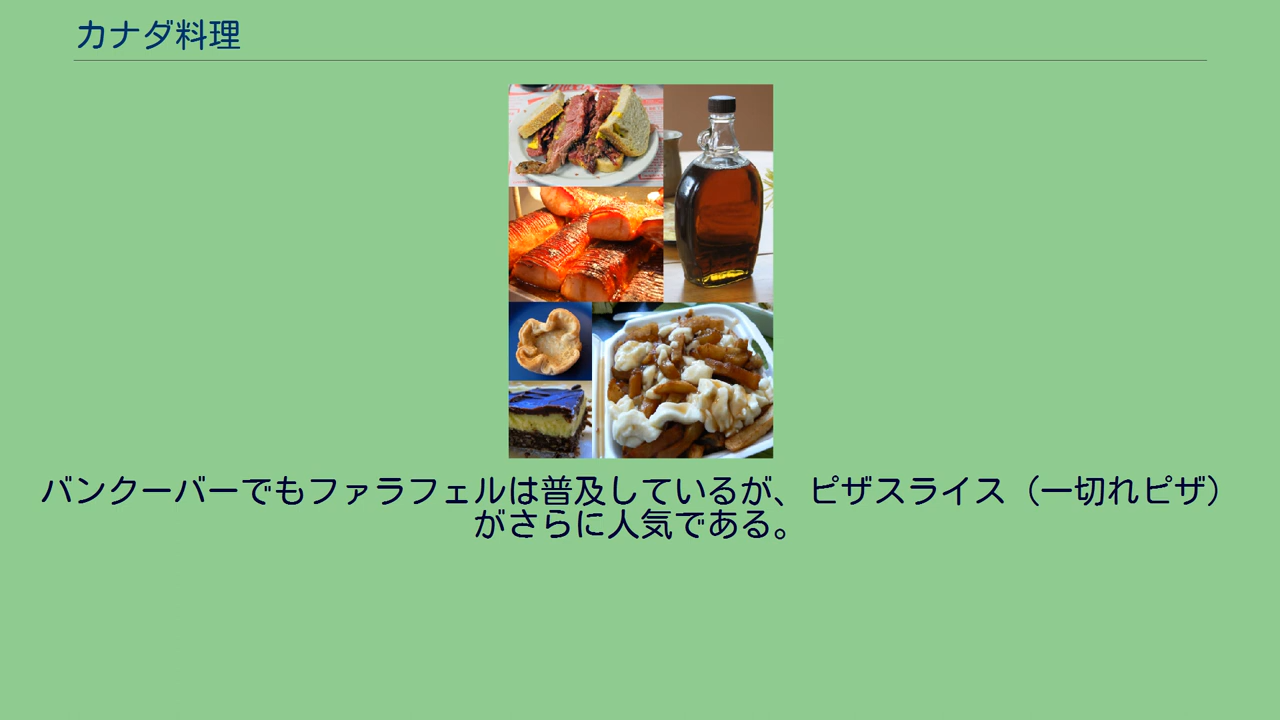 カナダ料理
バンクーバーでもファラフェルは普及しているが、ピザスライス（一切れピザ）
がさらに人気である。